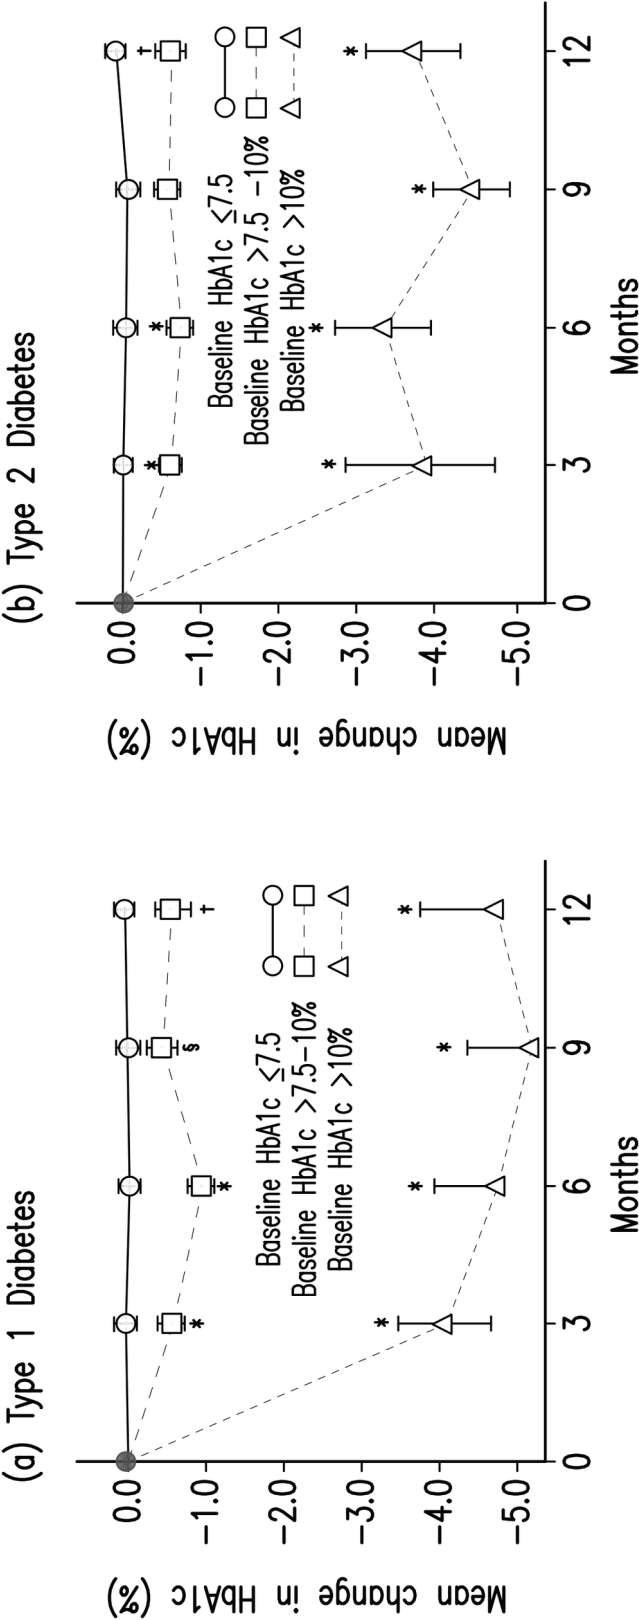 (a) Type 1 Diabetes
Mean change in HbA1c (%)
0.0
−1.0
−2.0
−3.0
−4.0
−5.0
*
*
§
†
Baseline HbA1c ≤7.5
Baseline HbA1c >7.5−10%
Baseline HbA1c >10%
*
*
*
*
0 3 6 9 12
Months
(b) Type 2 Diabetes
Mean change in HbA1c (%)
0.0
−1.0
−2.0
−3.0
−4.0
−5.0
*
*
†
Baseline HbA1c ≤7.5
Baseline HbA1c >7.5 −10%
Baseline HbA1c >10%
*
*
*
*
0 3 6 9 12
Months